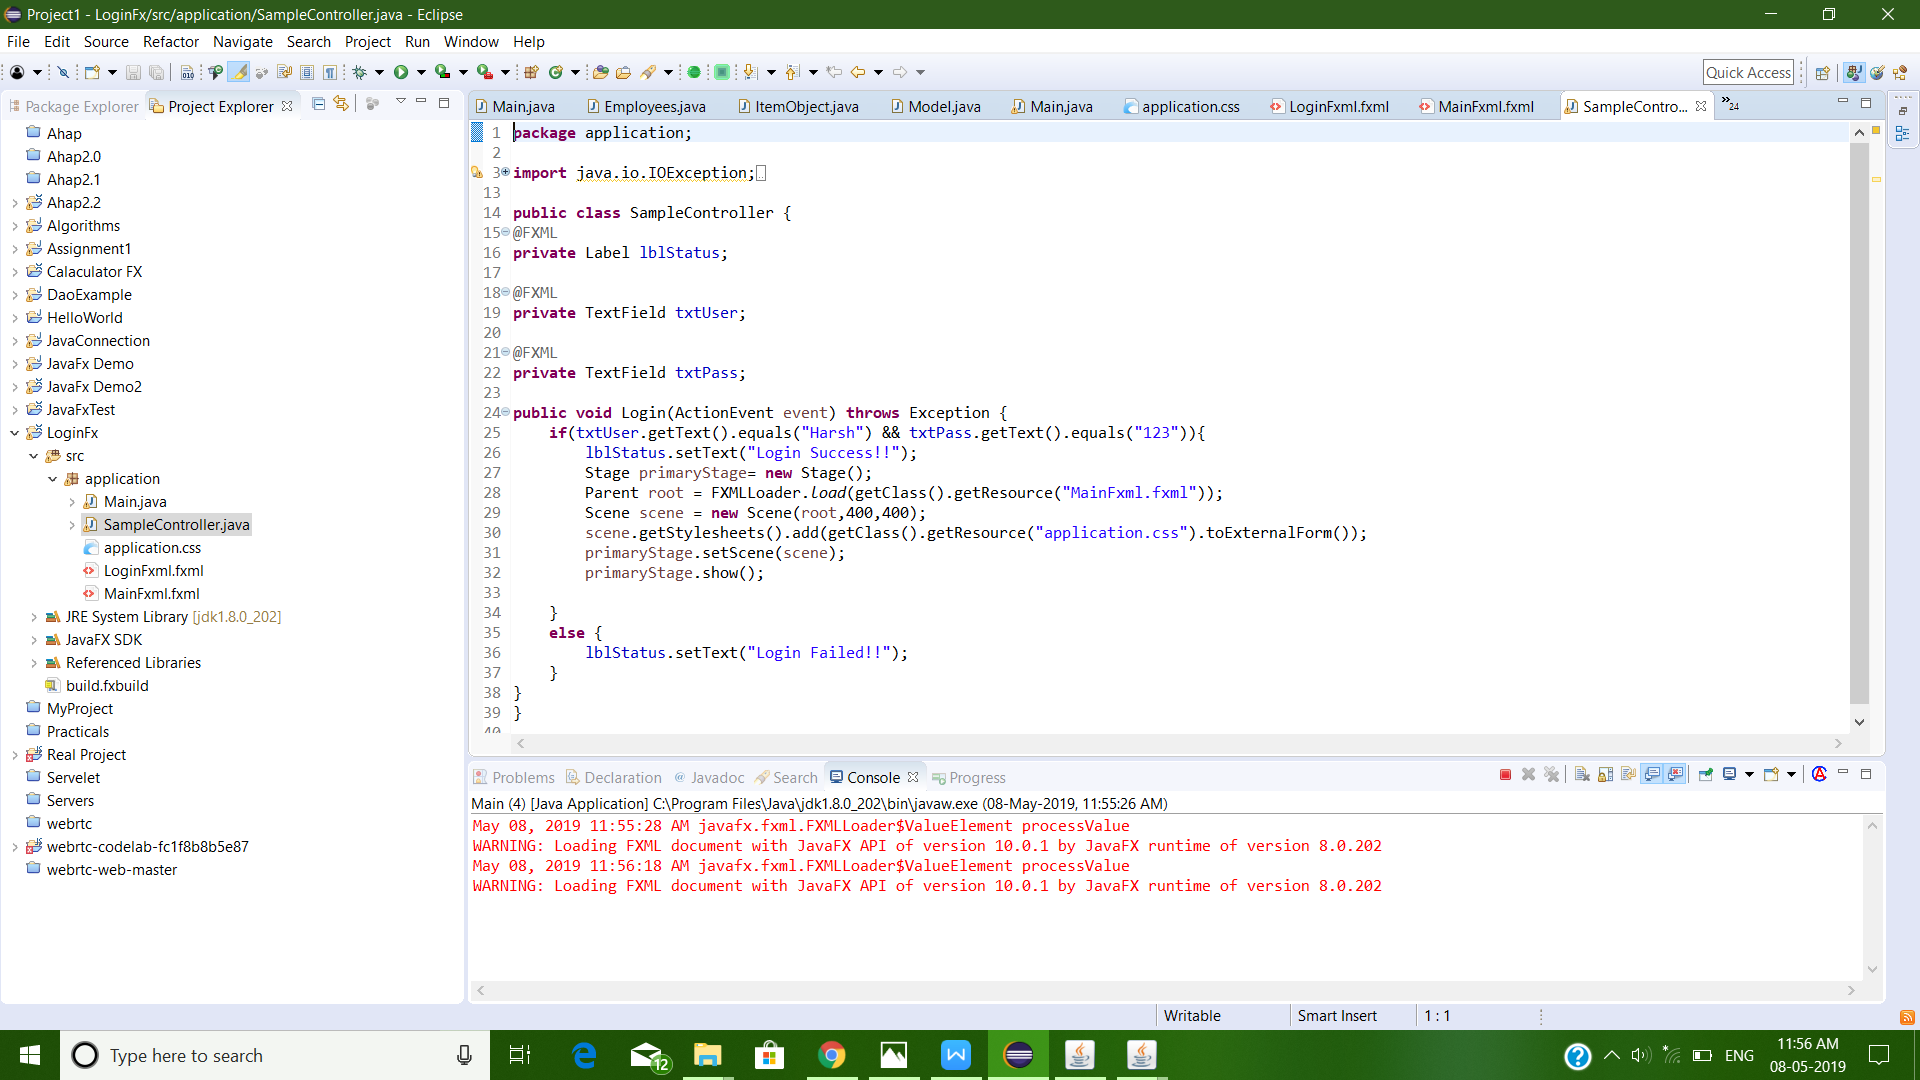 Project1 - LoginFx/src/application/SampleController.java - Eclipse
File Edit Source Refactor Navigate Search Project Run Window Help
Quick Access
Package Explorer Project Explorer
Ahap
Ahap2.0
Ahap2.1
Ahap2.2
Algorithms
Assignment1
Calaculator FX
DaoExample
HelloWorld
JavaConnection
JavaFx Demo
JavaFx Demo2
JavaFxTest
LoginFx
src
application
Main.java
SampleController.java
application.css
LoginFxml.fxml
MainFxml.fxml
JRE System Library [jdk1.8.0_202]
JavaFX SDK
Referenced Libraries
build.fxbuild
MyProject
Practicals
Real Project
Servelet
Servers
webrtc
webrtc-codelab-fc1f8b8b5e87
webrtc-web-master
Main.java Employees.java ItemObject.java Model.java Main.java application.css LoginFxml.fxml MainFxml.fxml SampleContro... »24
1 package application;
2
3 import java.io.IOException;
13
14 public class SampleController {
15 @FXML
16 private Label lblStatus;
17
18 @FXML
19 private TextField txtUser;
20
21 @FXML
22 private TextField txtPass;
23
24 public void Login(ActionEvent event) throws Exception {
25 if(txtUser.getText().equals("Harsh") && txtPass.getText().equals("123")){
26 lblStatus.setText("Login Success!!");
27 Stage primaryStage= new Stage();
28 Parent root = FXMLLoader.load(getClass().getResource("MainFxml.fxml"));
29 Scene scene = new Scene(root,400,400);
30 scene.getStylesheets().add(getClass().getResource("application.css").toExternalForm());
31 primaryStage.setScene(scene);
32 primaryStage.show();
33
34 }
35 else {
36 lblStatus.setText("Login Failed!!");
37 }
38 }
39 }
40
Problems Declaration Javadoc Search Console Progress
Main (4) [Java Application] C:\Program Files\Java\jdk1.8.0_202\bin\javaw.exe (08-May-2019, 11:55:26 AM)
May 08, 2019 11:55:28 AM javafx.fxml.FXMLLoader$ValueElement processValue
WARNING: Loading FXML document with JavaFX API of version 10.0.1 by JavaFX runtime of version 8.0.202
May 08, 2019 11:56:18 AM javafx.fxml.FXMLLoader$ValueElement processValue
WARNING: Loading FXML document with JavaFX API of version 10.0.1 by JavaFX runtime of version 8.0.202
Writable Smart Insert 1 : 1
Type here to search
12
ENG
11:56 AM
08-05-2019